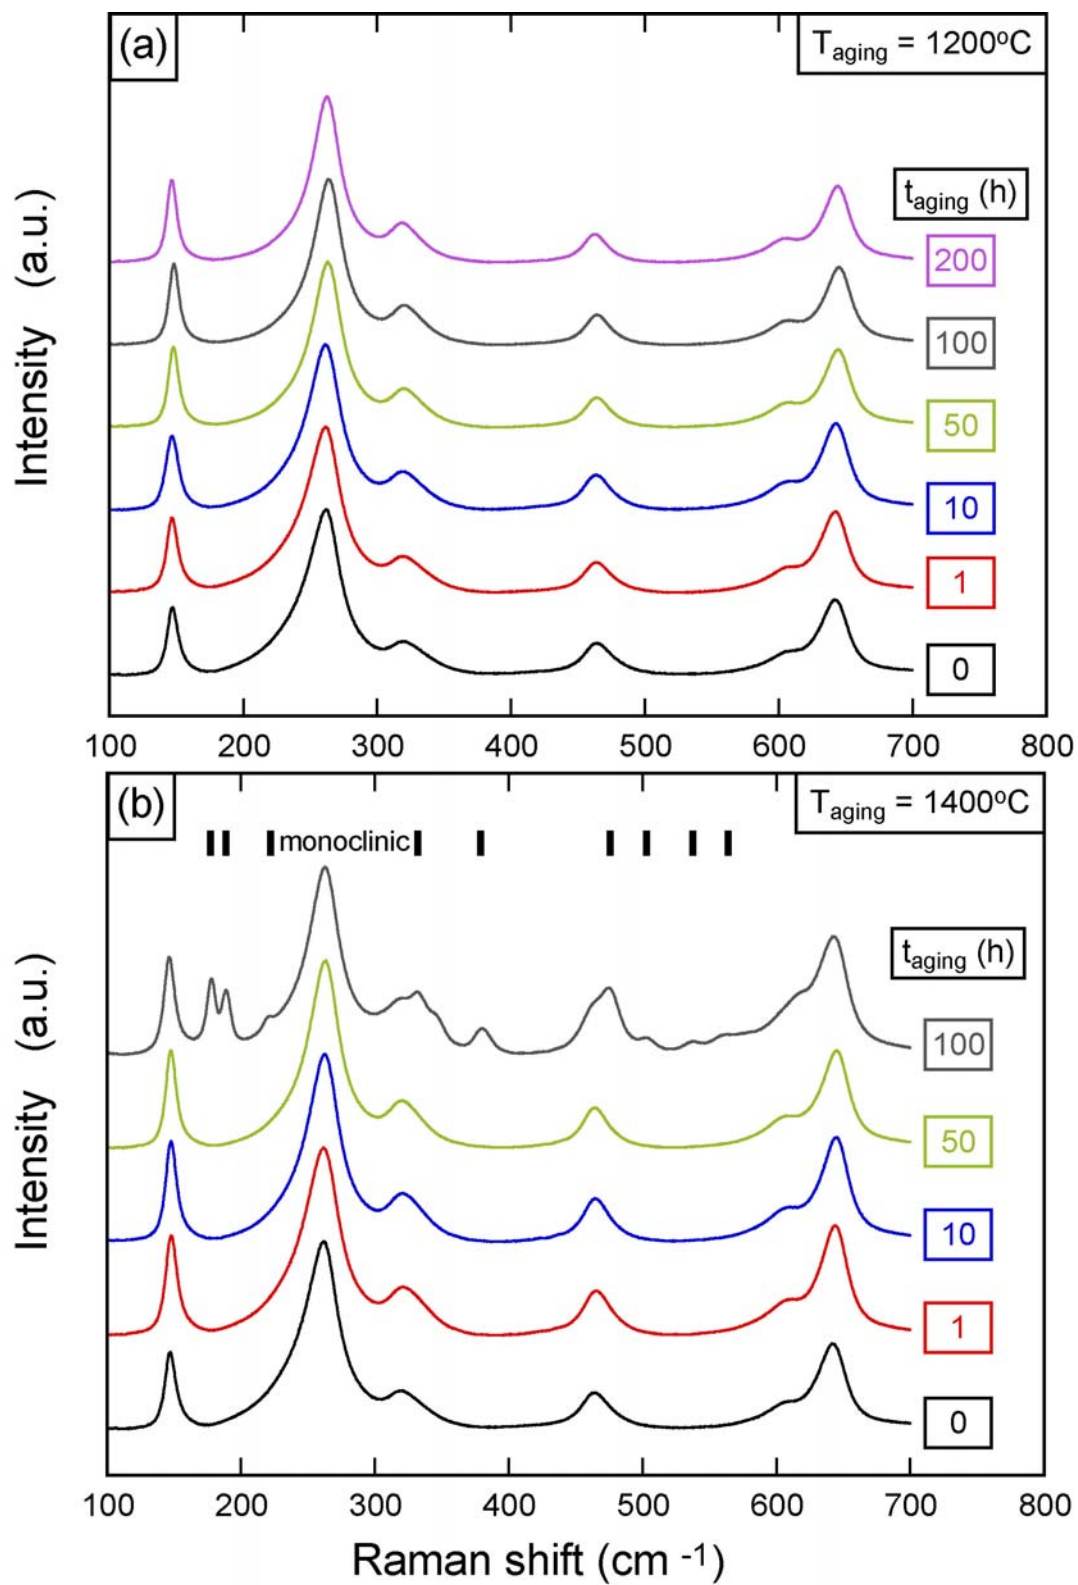 (a)
T_aging = 1200ºC
t_aging (h)
200
100
50
10
1
0
Intensity (a.u.)
100 200 300 400 500 600 700 800
(b)
T_aging = 1400ºC
monoclinic
t_aging (h)
100
50
10
1
0
Intensity (a.u.)
100 200 300 400 500 600 700 800
Raman shift (cm -1)